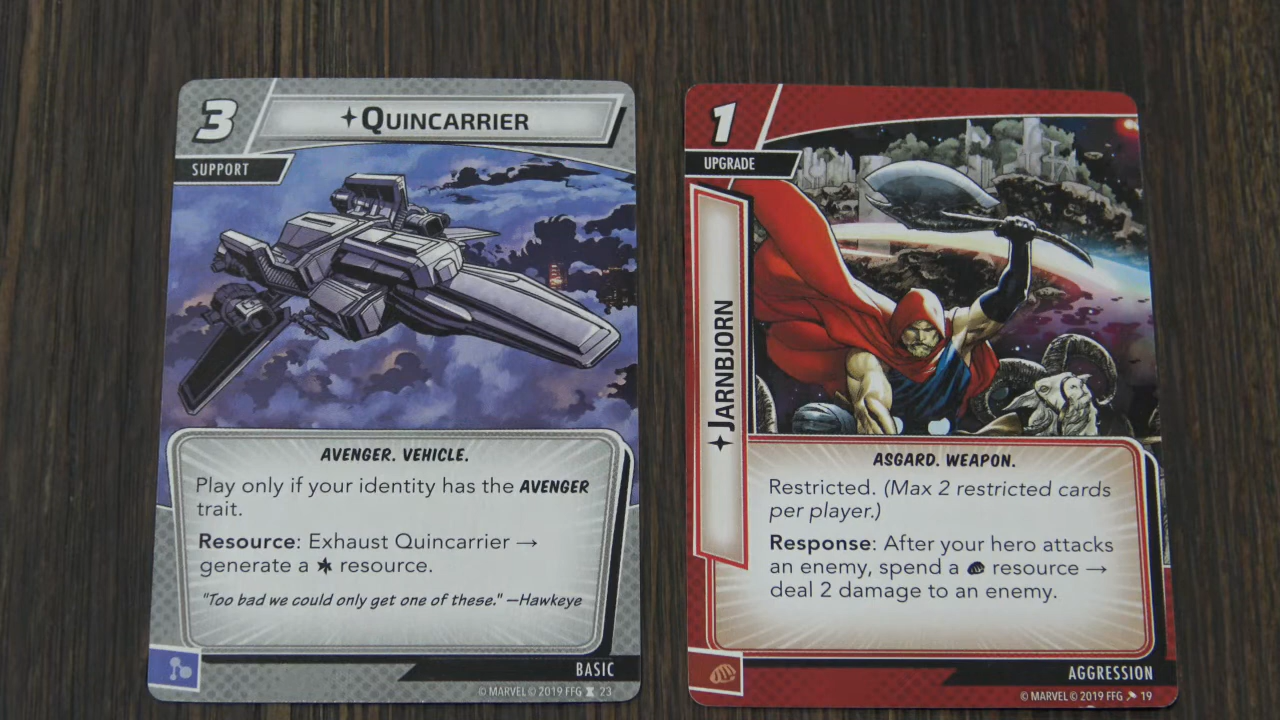 3
✦QUINCARRIER
SUPPORT
AVENGER. VEHICLE.
Play only if your identity has the AVENGER
trait.
Resource: Exhaust Quincarrier →
generate a resource.
"Too bad we could only get one of these." —Hawkeye
BASIC
© MARVEL © 2019 FFG 23
1
UPGRADE
✦JARNBJORN
ASGARD. WEAPON.
Restricted. (Max 2 restricted cards
per player.)
Response: After your hero attacks
an enemy, spend a resource →
deal 2 damage to an enemy.
AGGRESSION
© MARVEL © 2019 FFG 19